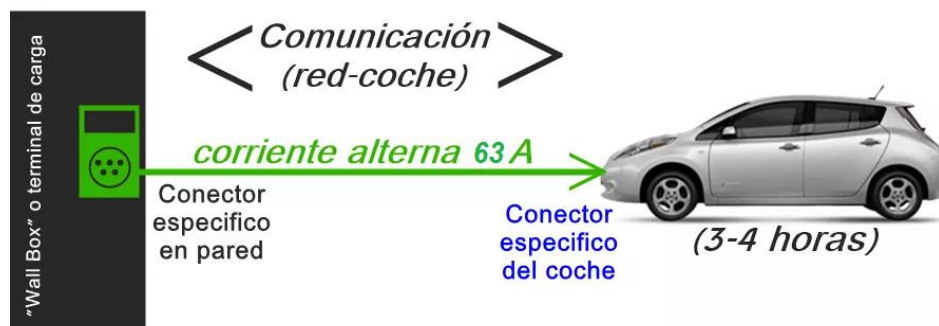 "Wall Box" o terminal de carga
Comunicación
(red-coche)
corriente alterna 63 A
Conector
especifico
en pared
Conector
especifico
del coche
(3-4 horas)